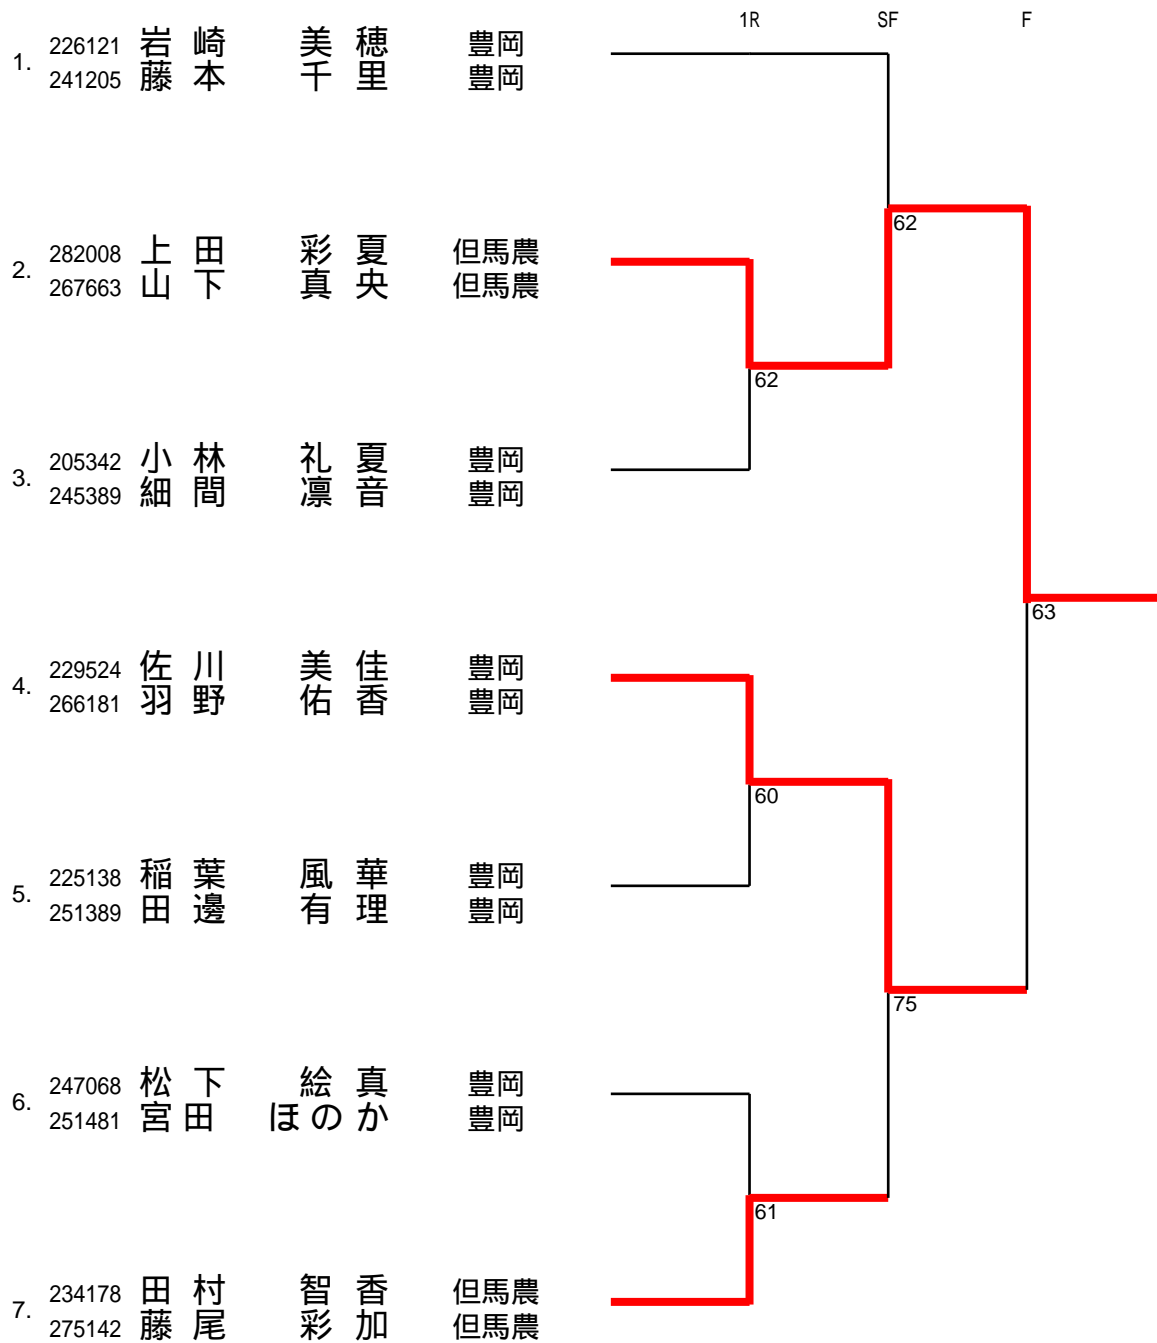 1R SF F
1. 226121 岩崎 美穂 豊岡
241205 藤本 千里 豊岡
62
2. 282008 上田 彩夏 但馬農
267663 山下 真央 但馬農
62
3. 205342 小林 礼夏 豊岡
245389 細間 凛音 豊岡
63
4. 229524 佐川 美佳 豊岡
266181 羽野 佑香 豊岡
60
5. 225138 稲葉 風華 豊岡
251389 田邊 有理 豊岡
75
6. 247068 松下 絵真 豊岡
251481 宮田 ほのか 豊岡
61
7. 234178 田村 智香 但馬農
275142 藤尾 彩加 但馬農